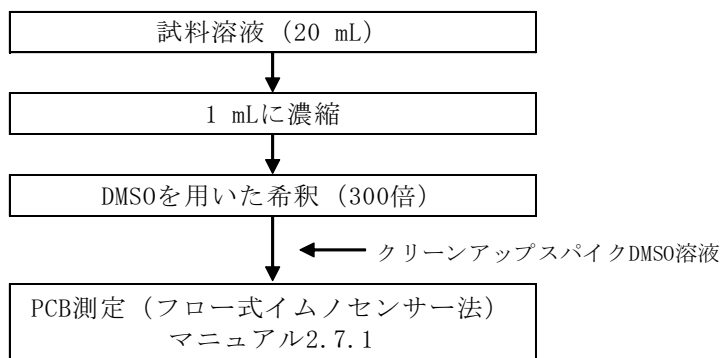 試料溶液 (20 mL)
1 mLに濃縮
DMSOを用いた希釈 (300倍)
クリーンアップスパイクDMSO溶液
PCB測定 (フロー式イムノセンサー法)
マニュアル2.7.1